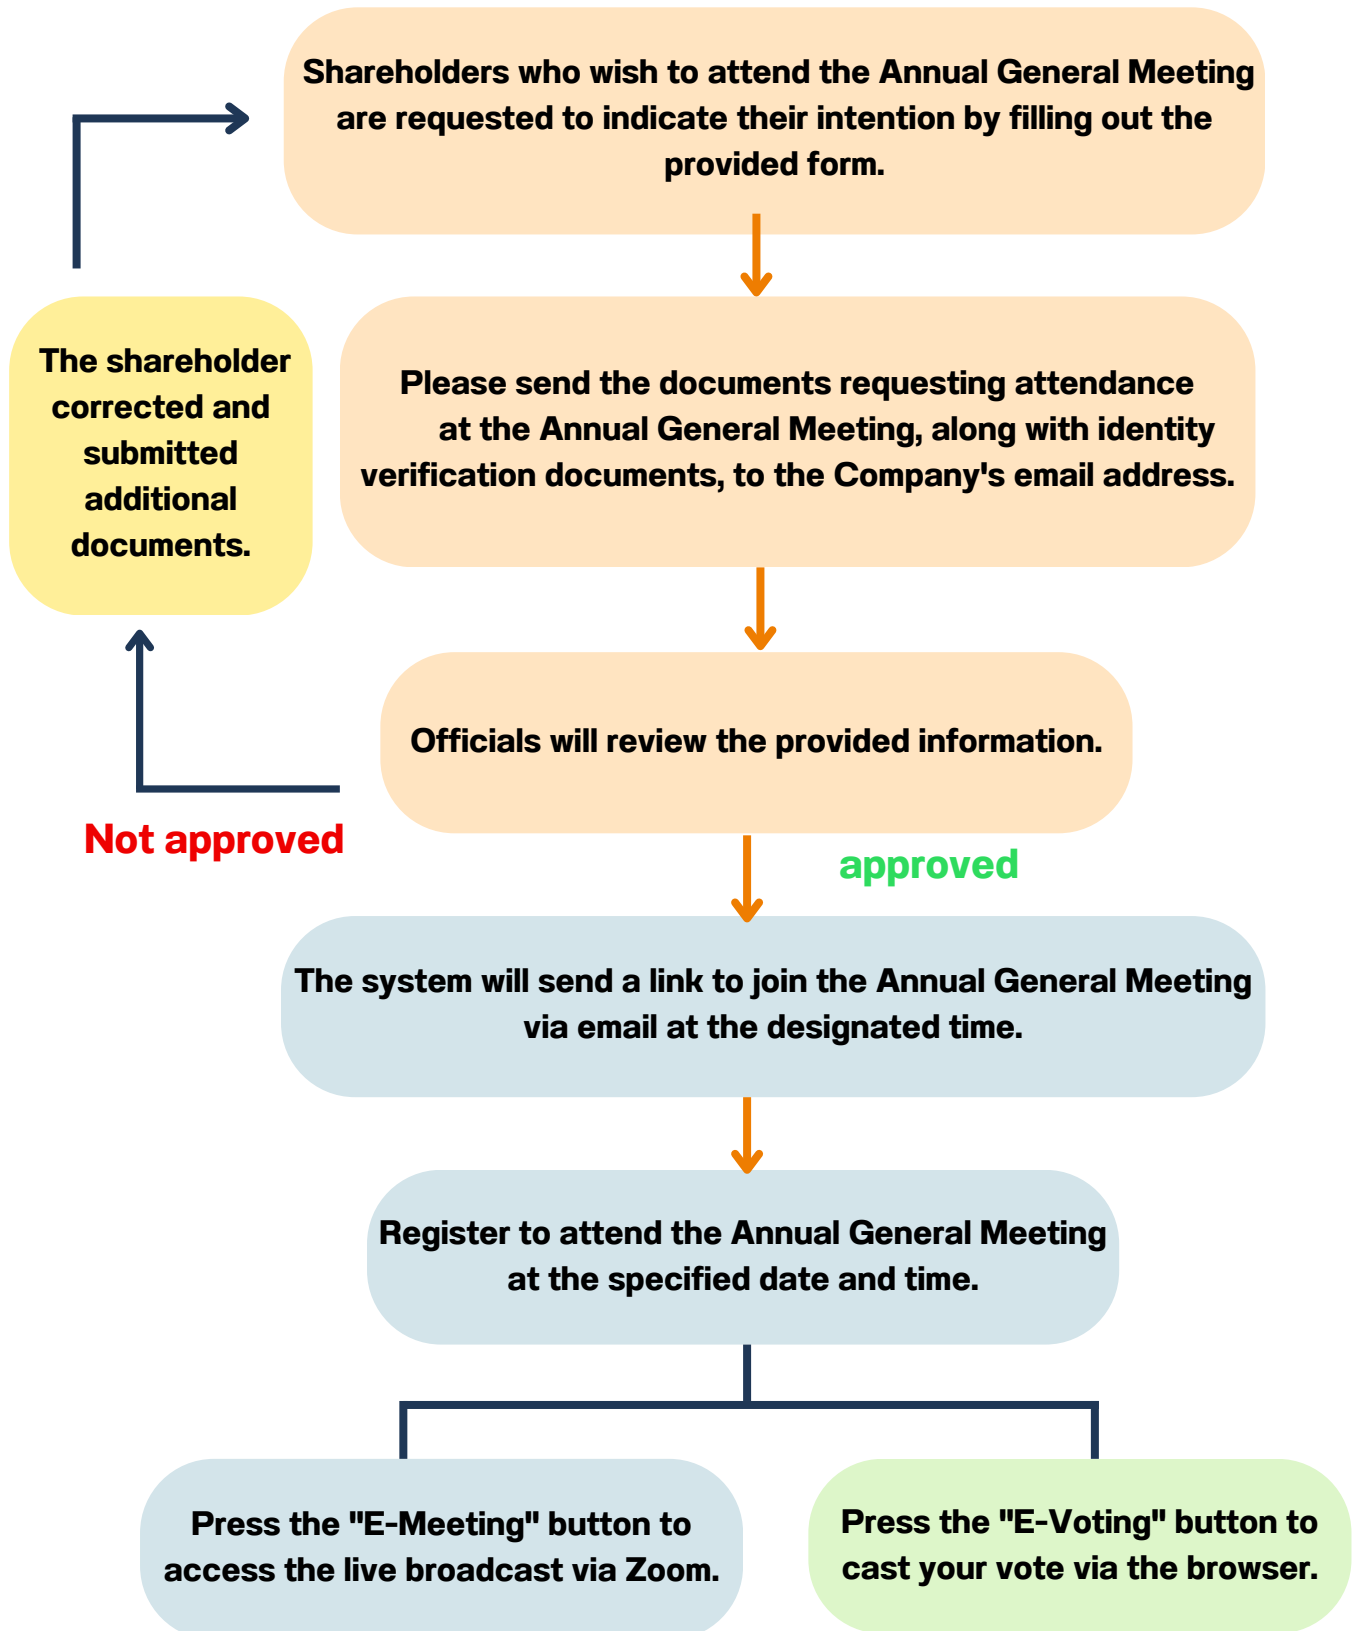 Shareholders who wish to attend the Annual General Meeting
are requested to indicate their intention by filling out the
provided form.
The shareholder
corrected and
submitted
additional
documents.
Please send the documents requesting attendance
at the Annual General Meeting, along with identity
verification documents, to the Company's email address.
Officials will review the provided information.
Not approved
approved
The system will send a link to join the Annual General Meeting
via email at the designated time.
Register to attend the Annual General Meeting
at the specified date and time.
Press the "E-Meeting" button to
access the live broadcast via Zoom.
Press the "E-Voting" button to
cast your vote via the browser.